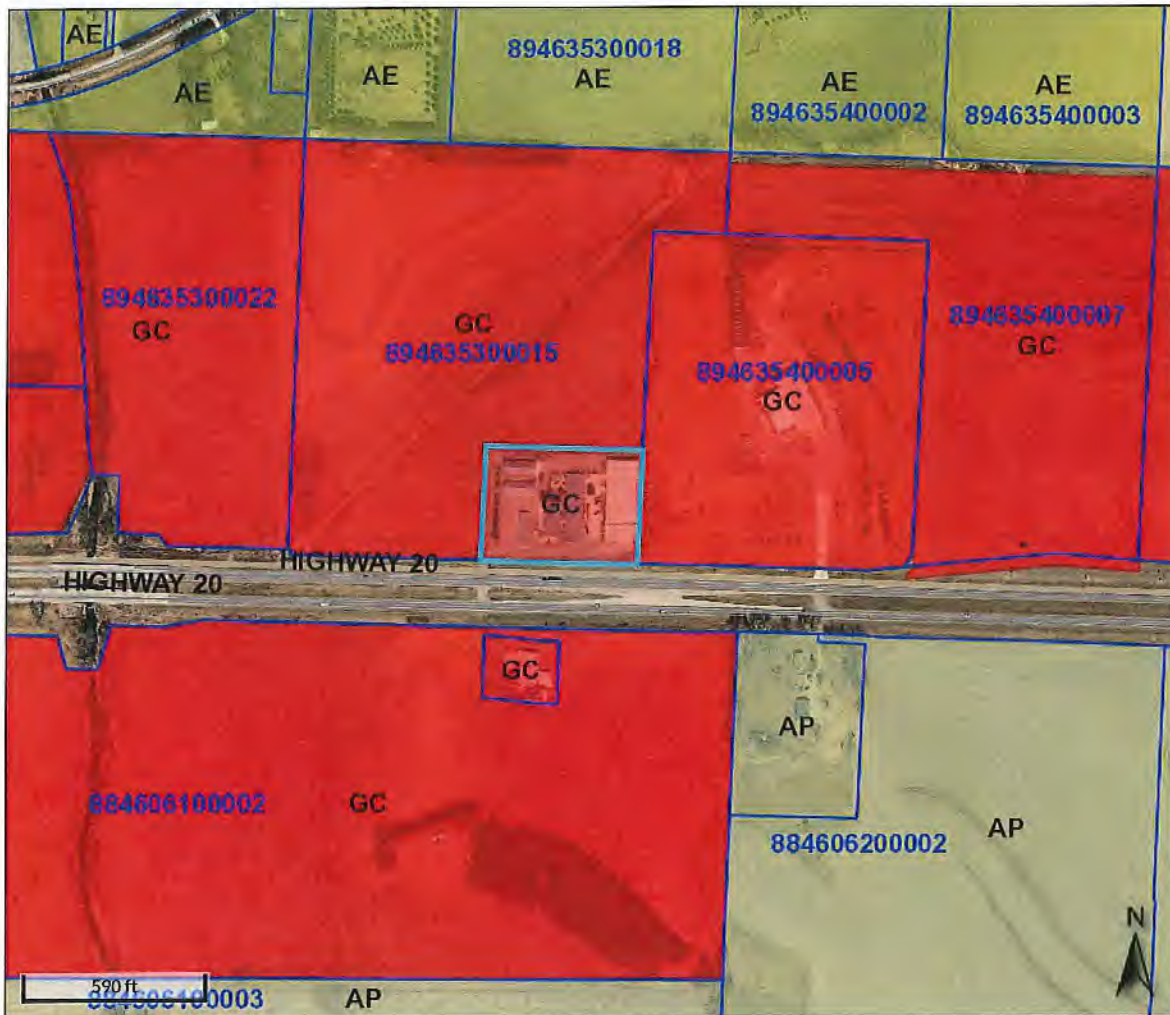 AE
894635300018
AE
AE
AE
AE
894635400002
AE
894635400003
894635300022
GC
GC
894635300015
894635400007
GC
894635400005
GC
GC
HIGHWAY 20
HIGHWAY 20
GC
AP
884606100002
GC
AP
884606200002
N
590 ft
884606100003
AP